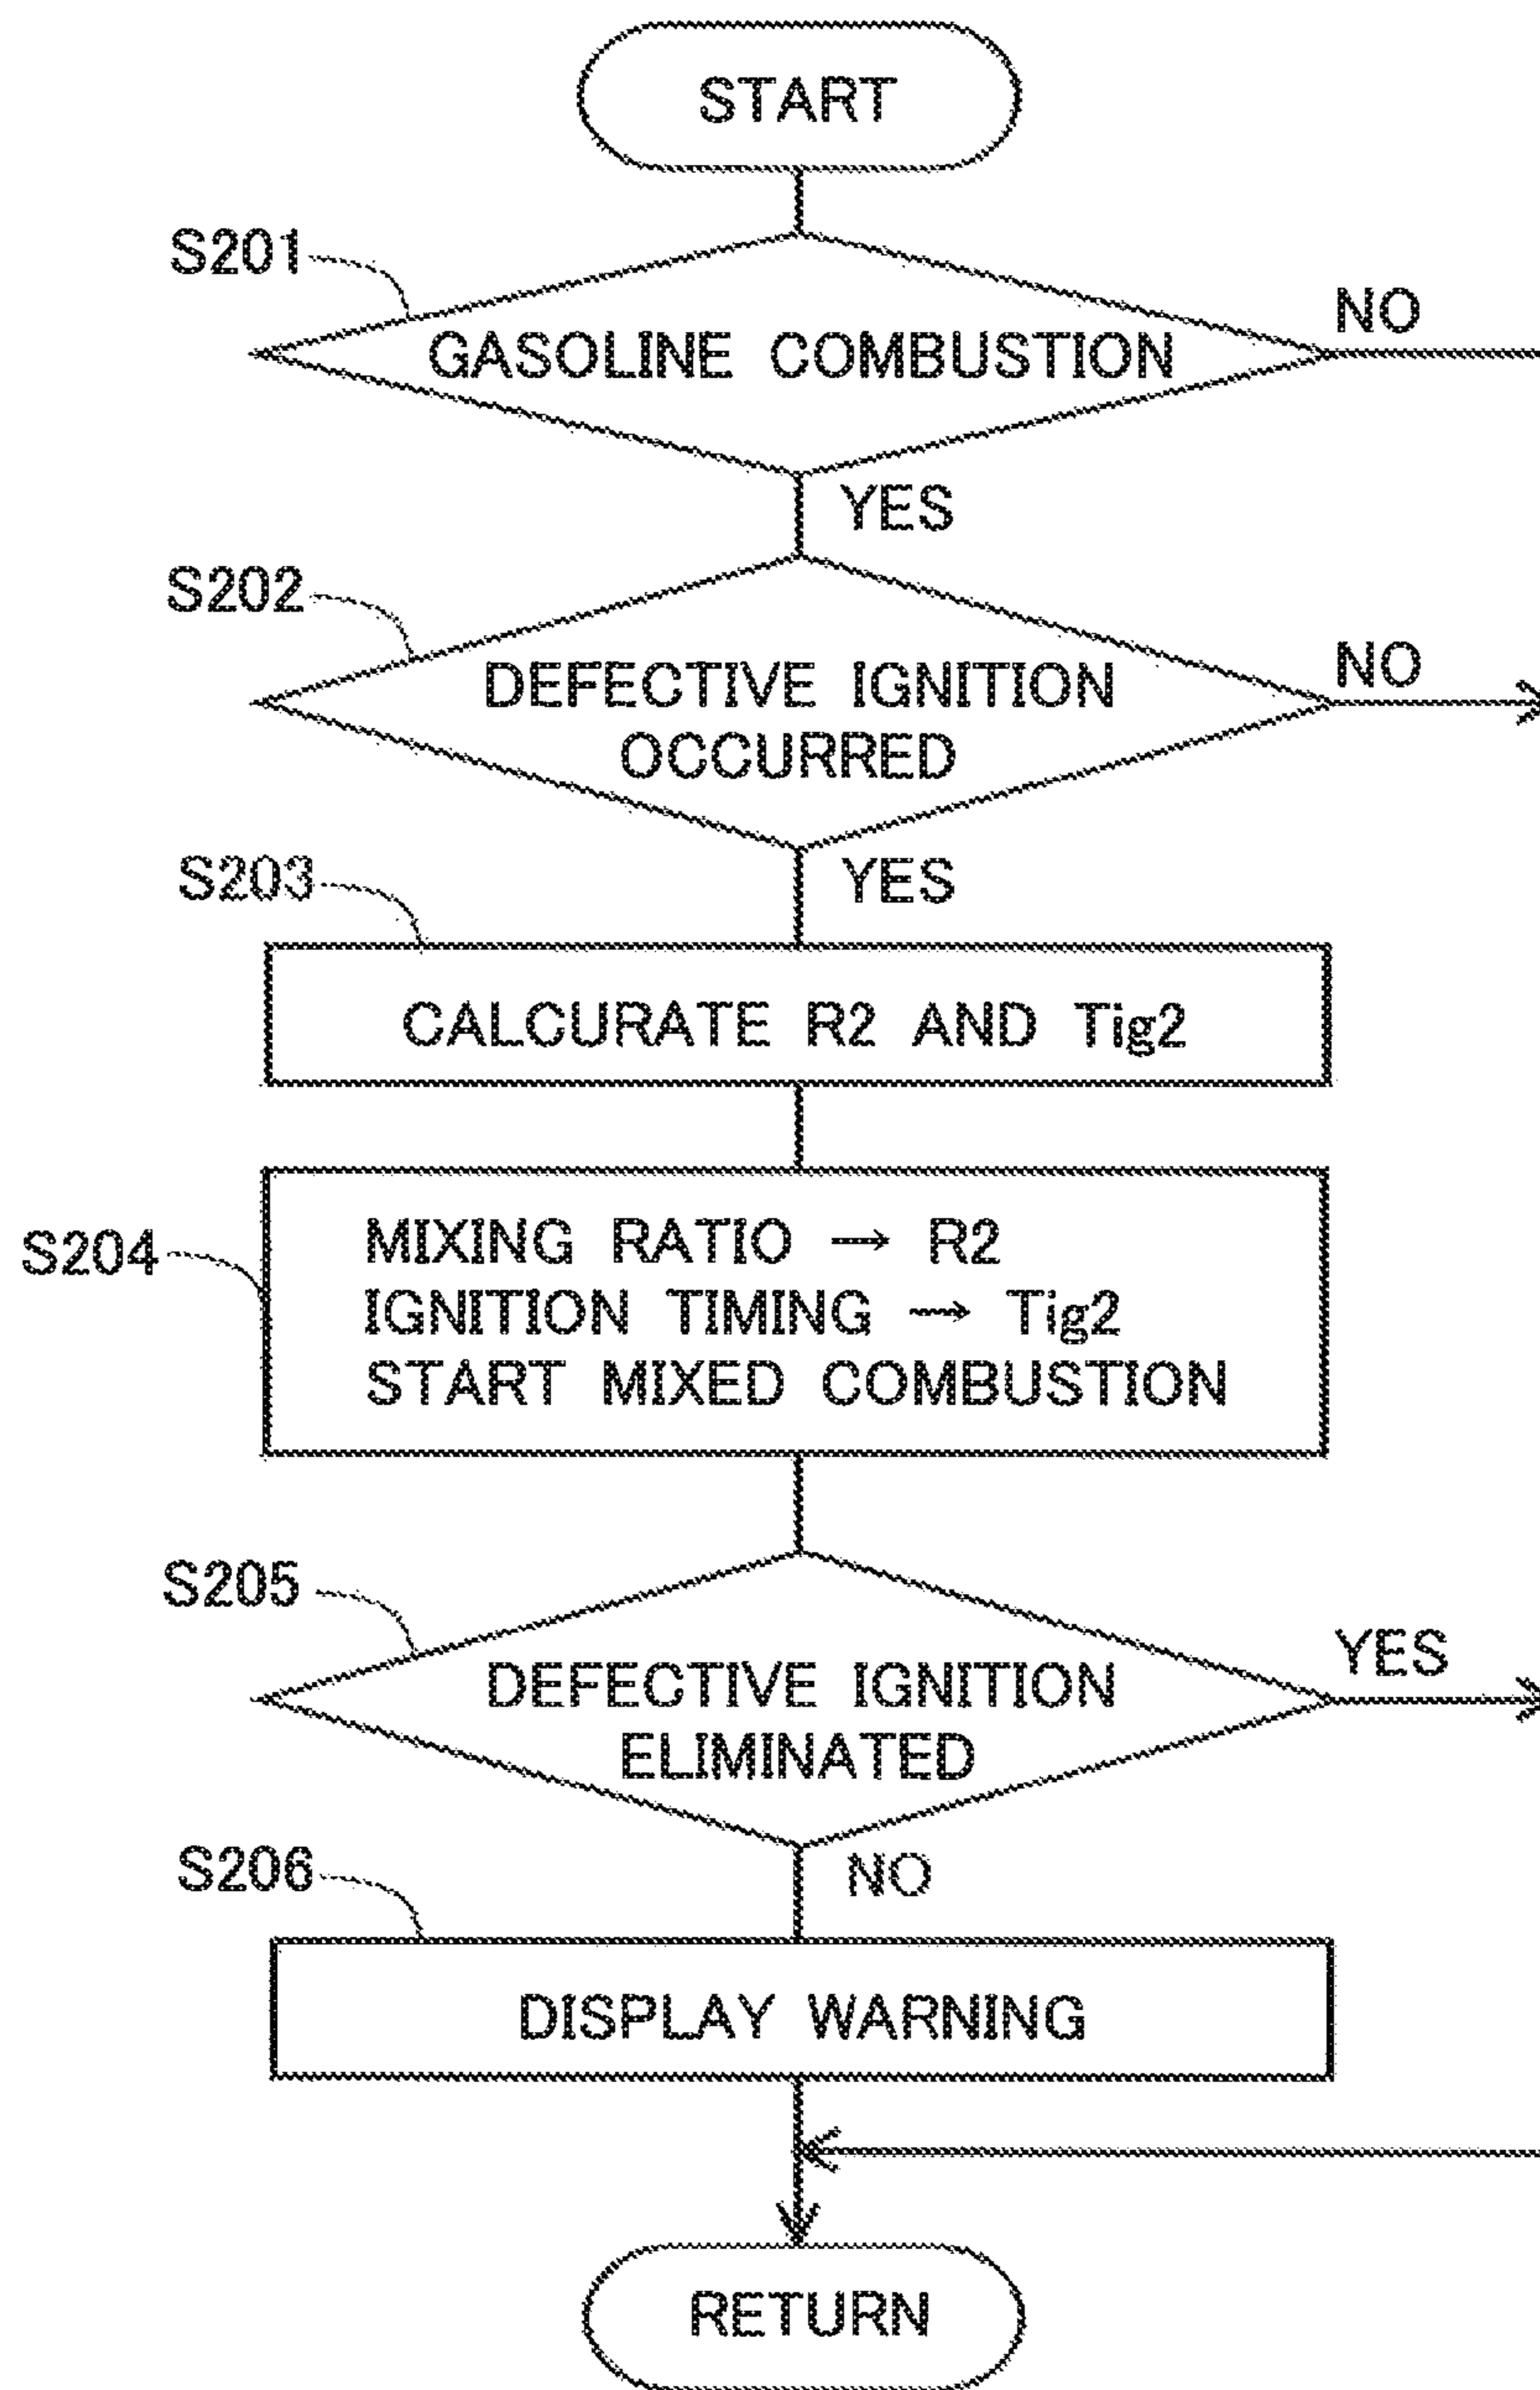 START
S201
GASOLINE COMBUSTION
NO
YES
S202
DEFECTIVE IGNITION
OCCURRED
NO
YES
S203
CALCURATE R2 AND Tig2
S204
MIXING RATIO → R2
IGNITION TIMING → Tig2
START MIXED COMBUSTION
S205
DEFECTIVE IGNITION
ELIMINATED
YES
NO
S206
DISPLAY WARNING
RETURN